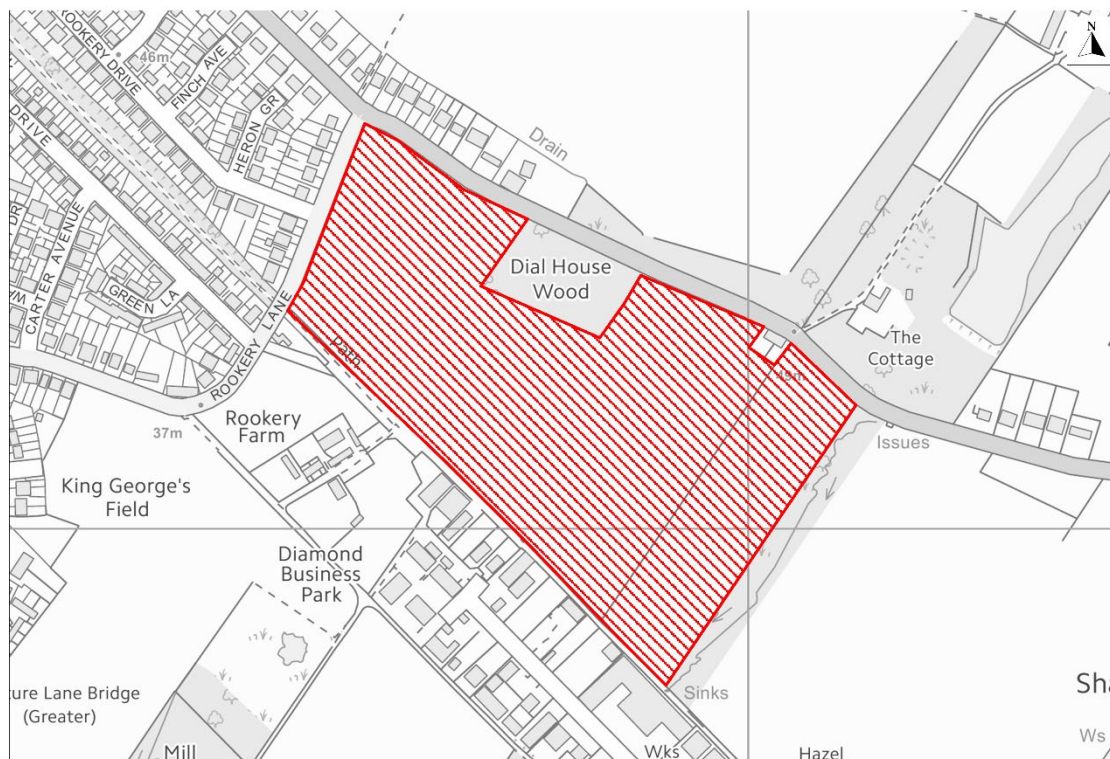 N
ROOKERY DRIVE
46m
FINCH AVE
HERON GR
DRIVE
CARTER AVENUE
GREEN LA
ROOKERY LANE
Path
37m
Drain
Dial House
Wood
The
Cottage
49m
Issues
Rookery
Farm
King George's
Field
Diamond
Business
Park
ture Lane Bridge
(Greater)
Mill
Sinks
Wks
Hazel
Sha
Ws